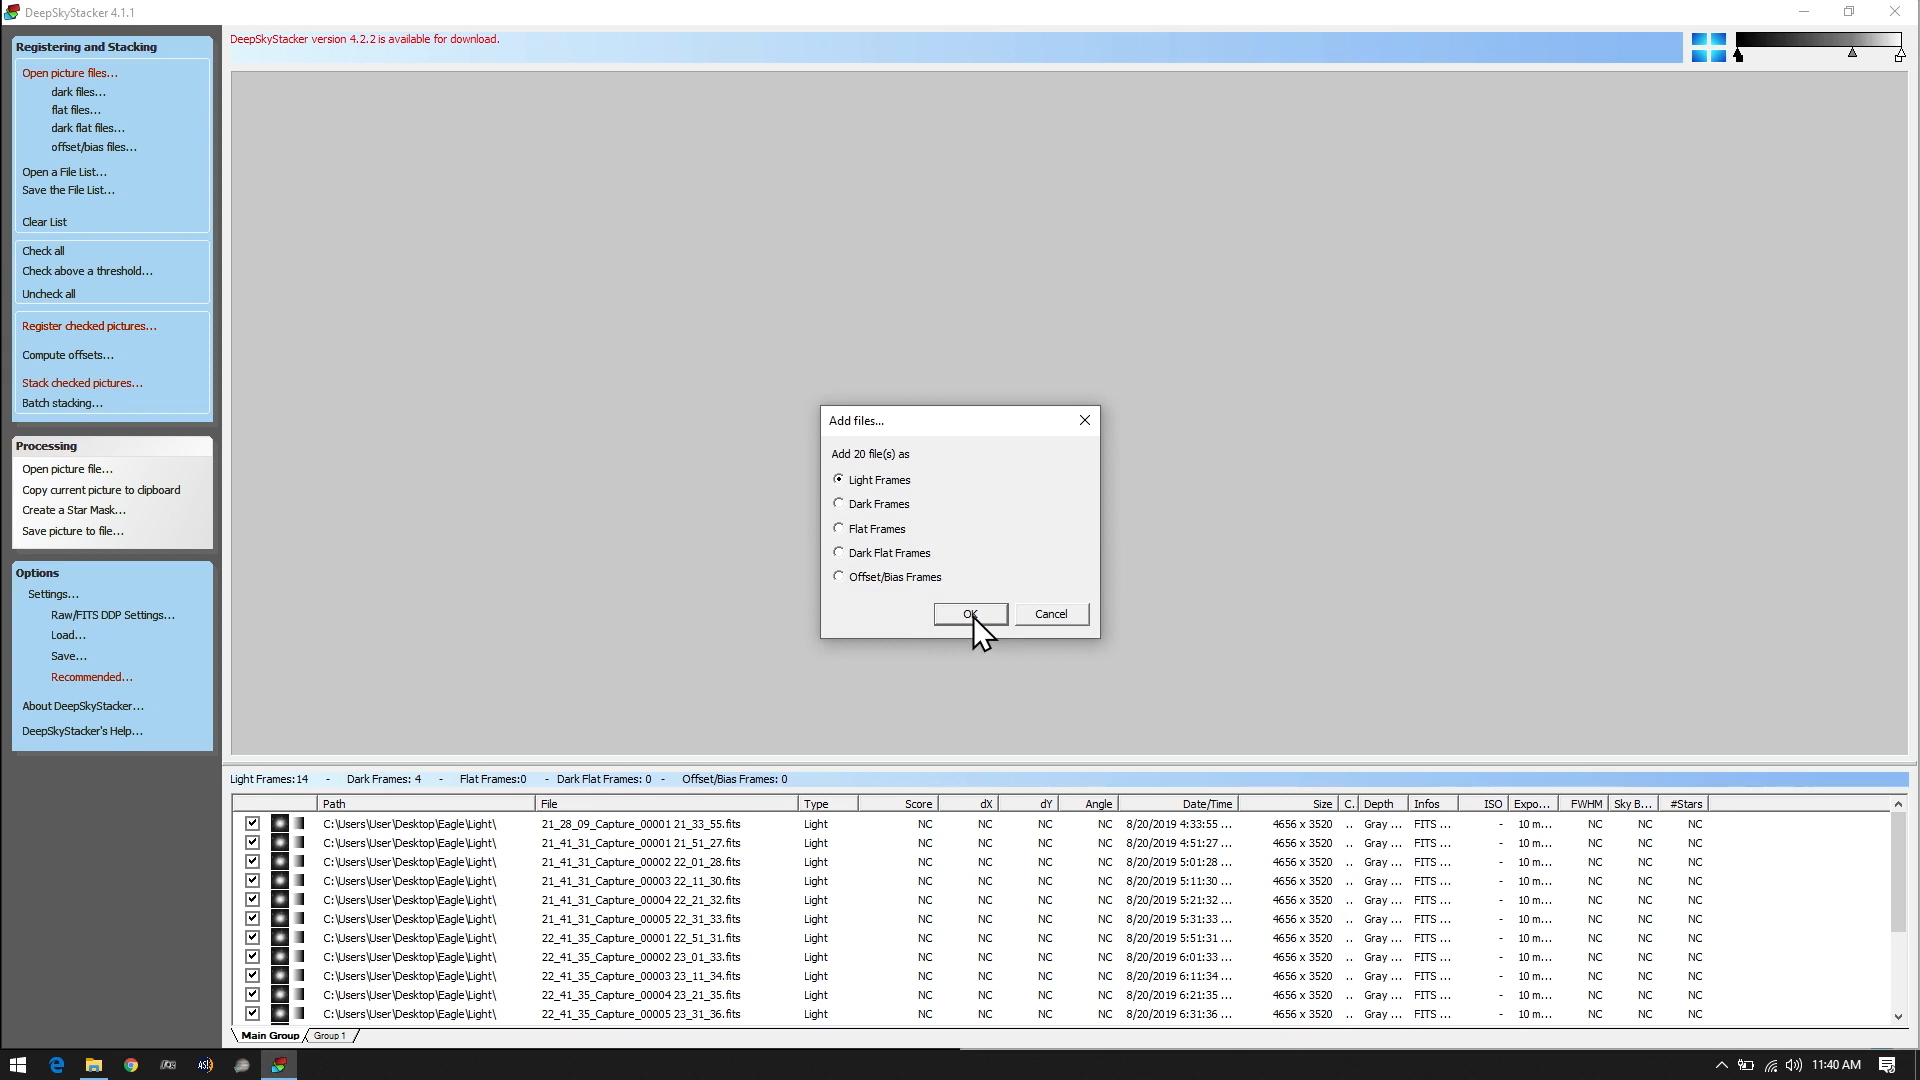 DeepSkyStacker 4.1.1
Registering and Stacking
Open picture files...
dark files...
flat files...
dark flat files...
offset/bias files...
Open a File List...
Save the File List...
Clear List
Check all
Check above a threshold...
Uncheck all
Register checked pictures...
Compute offsets...
Stack checked pictures...
Batch stacking...
Processing
Open picture file...
Copy current picture to clipboard
Create a Star Mask...
Save picture to file...
Options
Settings...
Raw/FITS DDP Settings...
Load...
Save...
Recommended...
About DeepSkyStacker...
DeepSkyStacker's Help...
DeepSkyStacker version 4.2.2 is available for download.
Add files...
Add 20 file(s) as
Light Frames
Dark Frames
Flat Frames
Dark Flat Frames
Offset/Bias Frames
OK Cancel
Light Frames:14 - Dark Frames: 4 - Flat Frames:0 - Dark Flat Frames: 0 - Offset/Bias Frames: 0
Path File Type Score dX dY Angle Date/Time Size C. Depth Infos ISO Expo... FWHM Sky B... #Stars
C:\Users\User\Desktop\Eagle\Light\ 21_28_09_Capture_00001 21_33_55.fits Light NC NC NC NC 8/20/2019 4:33:55 ... 4656 x 3520 .. Gray ... FITS ... - 10 m... NC NC NC
C:\Users\User\Desktop\Eagle\Light\ 21_41_31_Capture_00001 21_51_27.fits Light NC NC NC NC 8/20/2019 4:51:27 ... 4656 x 3520 .. Gray ... FITS ... - 10 m... NC NC NC
C:\Users\User\Desktop\Eagle\Light\ 21_41_31_Capture_00002 22_01_28.fits Light NC NC NC NC 8/20/2019 5:01:28 ... 4656 x 3520 .. Gray ... FITS ... - 10 m... NC NC NC
C:\Users\User\Desktop\Eagle\Light\ 21_41_31_Capture_00003 22_11_30.fits Light NC NC NC NC 8/20/2019 5:11:30 ... 4656 x 3520 .. Gray ... FITS ... - 10 m... NC NC NC
C:\Users\User\Desktop\Eagle\Light\ 21_41_31_Capture_00004 22_21_32.fits Light NC NC NC NC 8/20/2019 5:21:32 ... 4656 x 3520 .. Gray ... FITS ... - 10 m... NC NC NC
C:\Users\User\Desktop\Eagle\Light\ 21_41_31_Capture_00005 22_31_33.fits Light NC NC NC NC 8/20/2019 5:31:33 ... 4656 x 3520 .. Gray ... FITS ... - 10 m... NC NC NC
C:\Users\User\Desktop\Eagle\Light\ 22_41_35_Capture_00001 22_51_31.fits Light NC NC NC NC 8/20/2019 5:51:31 ... 4656 x 3520 .. Gray ... FITS ... - 10 m... NC NC NC
C:\Users\User\Desktop\Eagle\Light\ 22_41_35_Capture_00002 23_01_33.fits Light NC NC NC NC 8/20/2019 6:01:33 ... 4656 x 3520 .. Gray ... FITS ... - 10 m... NC NC NC
C:\Users\User\Desktop\Eagle\Light\ 22_41_35_Capture_00003 23_11_34.fits Light NC NC NC NC 8/20/2019 6:11:34 ... 4656 x 3520 .. Gray ... FITS ... - 10 m... NC NC NC
C:\Users\User\Desktop\Eagle\Light\ 22_41_35_Capture_00004 23_21_35.fits Light NC NC NC NC 8/20/2019 6:21:35 ... 4656 x 3520 .. Gray ... FITS ... - 10 m... NC NC NC
C:\Users\User\Desktop\Eagle\Light\ 22_41_35_Capture_00005 23_31_36.fits Light NC NC NC NC 8/20/2019 6:31:36 ... 4656 x 3520 .. Gray ... FITS ... - 10 m... NC NC NC
Main Group Group 1
11:40 AM